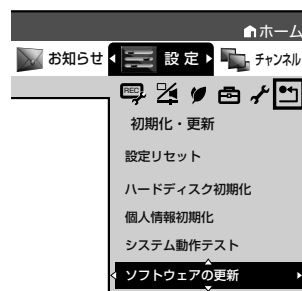 ホーム
お知らせ 設定 チャンネル
REC
初期化・更新
設定リセット
ハードディスク初期化
個人情報初期化
システム動作テスト
ソフトウェアの更新